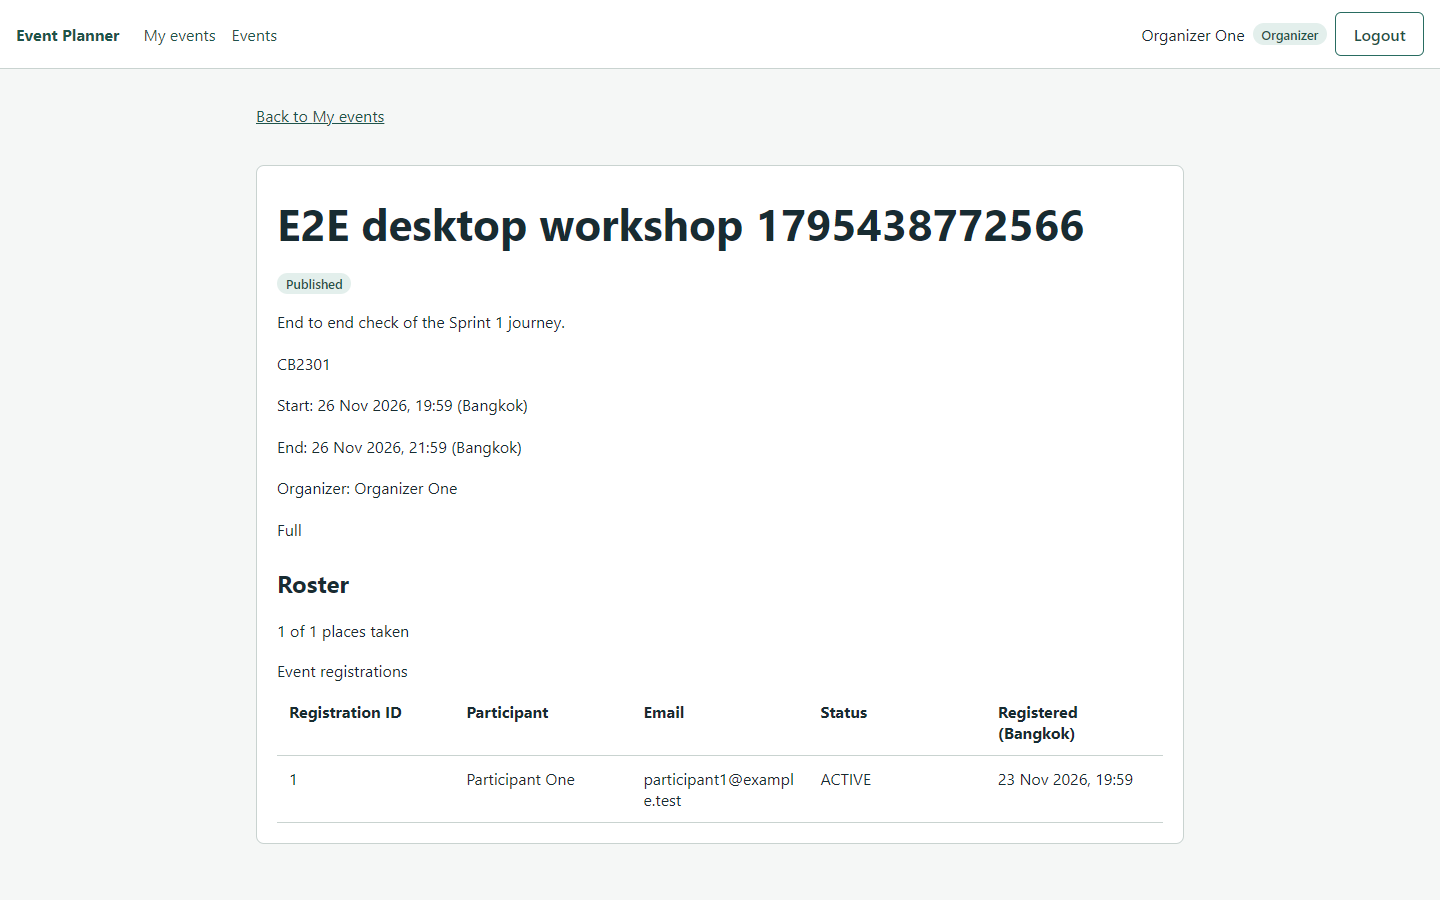 Event Planner My events Events Organizer One Organizer Logout
Back to My events
E2E desktop workshop 1795438772566
Published
End to end check of the Sprint 1 journey.
CB2301
Start: 26 Nov 2026, 19:59 (Bangkok)
End: 26 Nov 2026, 21:59 (Bangkok)
Organizer: Organizer One
Full
Roster
1 of 1 places taken
Event registrations
Registration ID Participant Email Status Registered
(Bangkok)
1 Participant One participant1@exampl ACTIVE 23 Nov 2026, 19:59
e.test